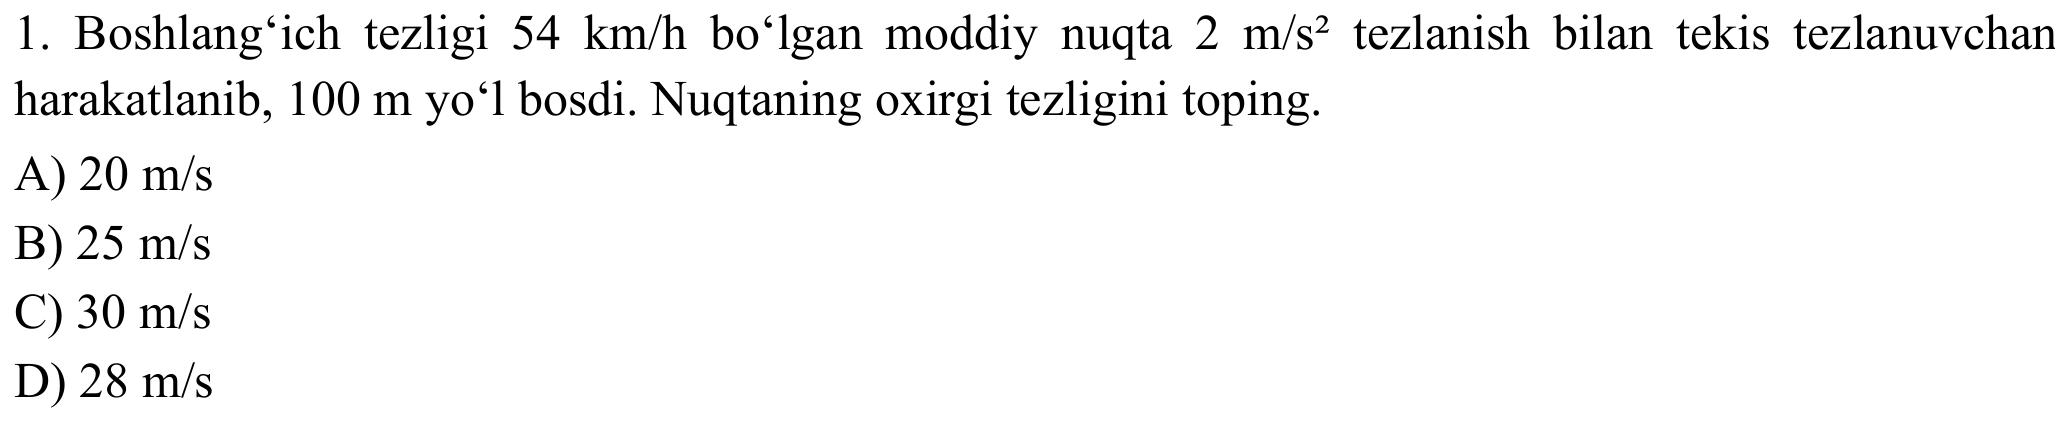 1. Boshlang‘ich tezligi 54 km/h bo‘lgan moddiy nuqta 2 m/s² tezlanish bilan tekis tezlanuvchan
harakatlanib, 100 m yo‘l bosdi. Nuqtaning oxirgi tezligini toping.
A) 20 m/s
B) 25 m/s
C) 30 m/s
D) 28 m/s